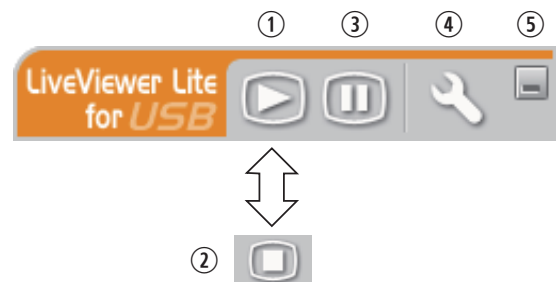 ① ③ ④ ⑤
LiveViewer Lite
for USB
②